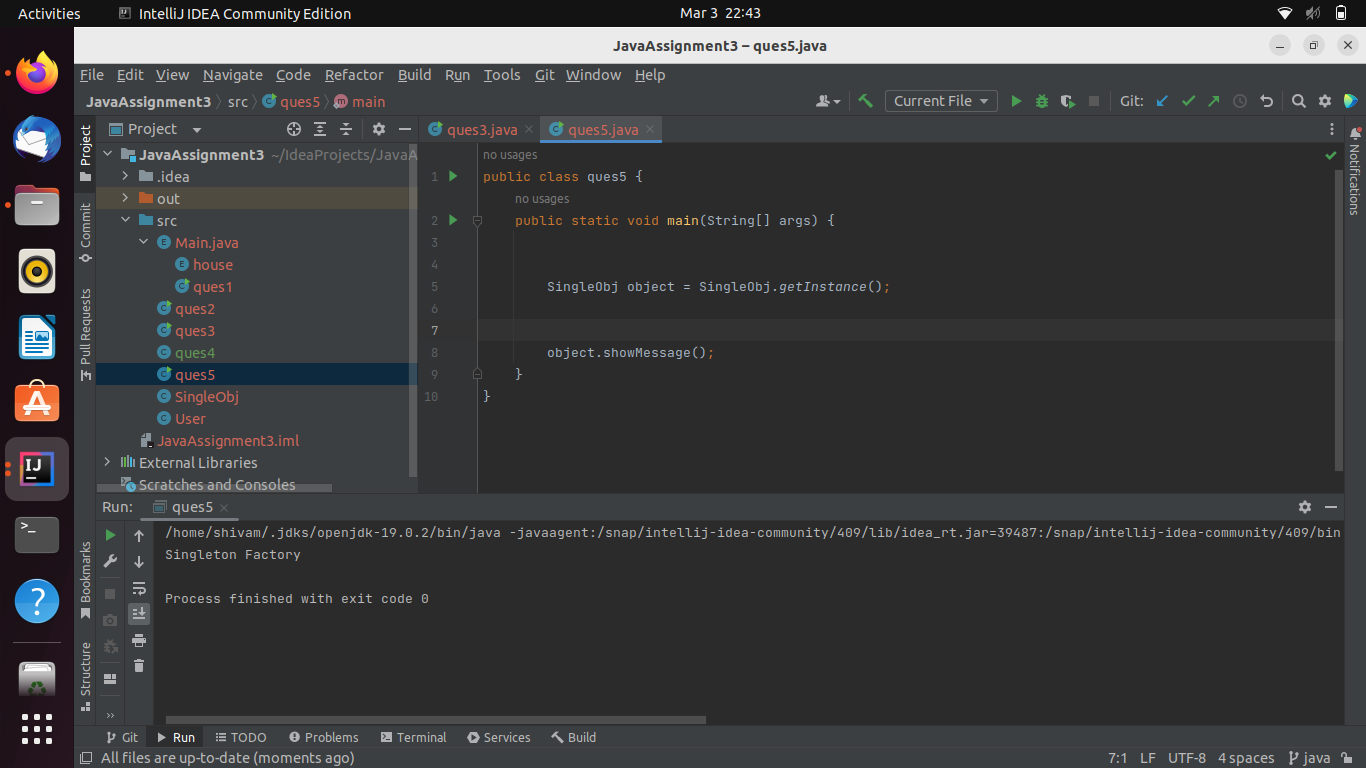 Activities IntelliJ IDEA Community Edition Mar 3 22:43
JavaAssignment3 – ques5.java
File Edit View Navigate Code Refactor Build Run Tools Git Window Help
JavaAssignment3 src ques5 main Current File Git:
Project
ques3.java ques5.java
JavaAssignment3 ~/IdeaProjects/JavaA
.idea
out
src
Main.java
house
ques1
ques2
ques3
ques4
ques5
SingleObj
User
JavaAssignment3.iml
External Libraries
Scratches and Consoles
no usages
1 public class ques5 {
no usages
2 public static void main(String[] args) {
3
4
5 SingleObj object = SingleObj.getInstance();
6
7
8 object.showMessage();
9 }
10 }
Project
Commit
Pull Requests
Bookmarks
Structure
Notifications
Run: ques5
/home/shivam/.jdks/openjdk-19.0.2/bin/java -javaagent:/snap/intellij-idea-community/409/lib/idea_rt.jar=39487:/snap/intellij-idea-community/409/bin
Singleton Factory
Process finished with exit code 0
Git Run TODO Problems Terminal Services Build
All files are up-to-date (moments ago) 7:1 LF UTF-8 4 spaces java